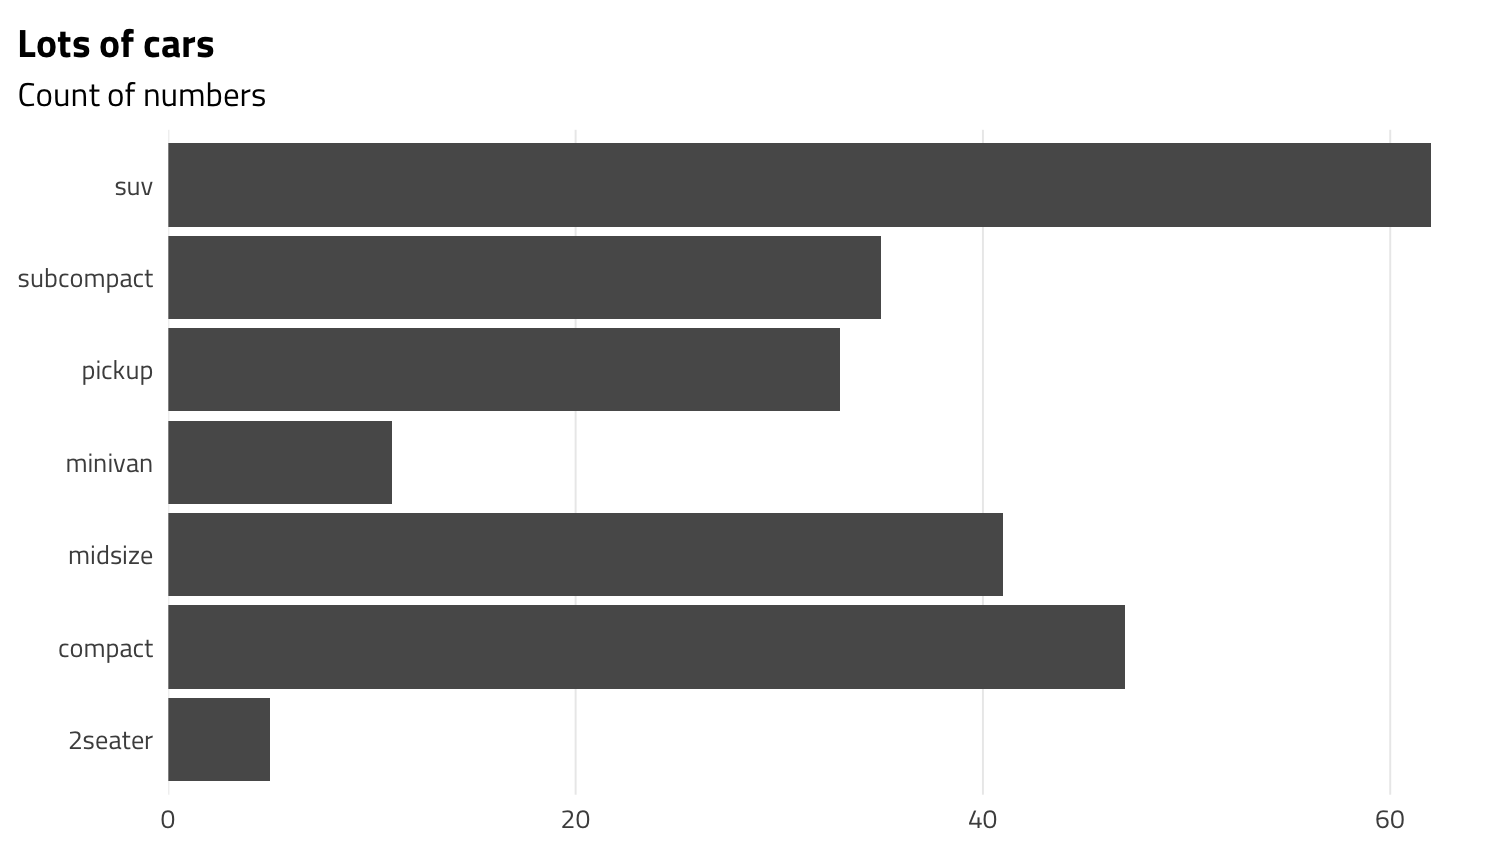 Lots of cars
Count of numbers
suv
subcompact
pickup
minivan
midsize
compact
2seater
0 20 40 60